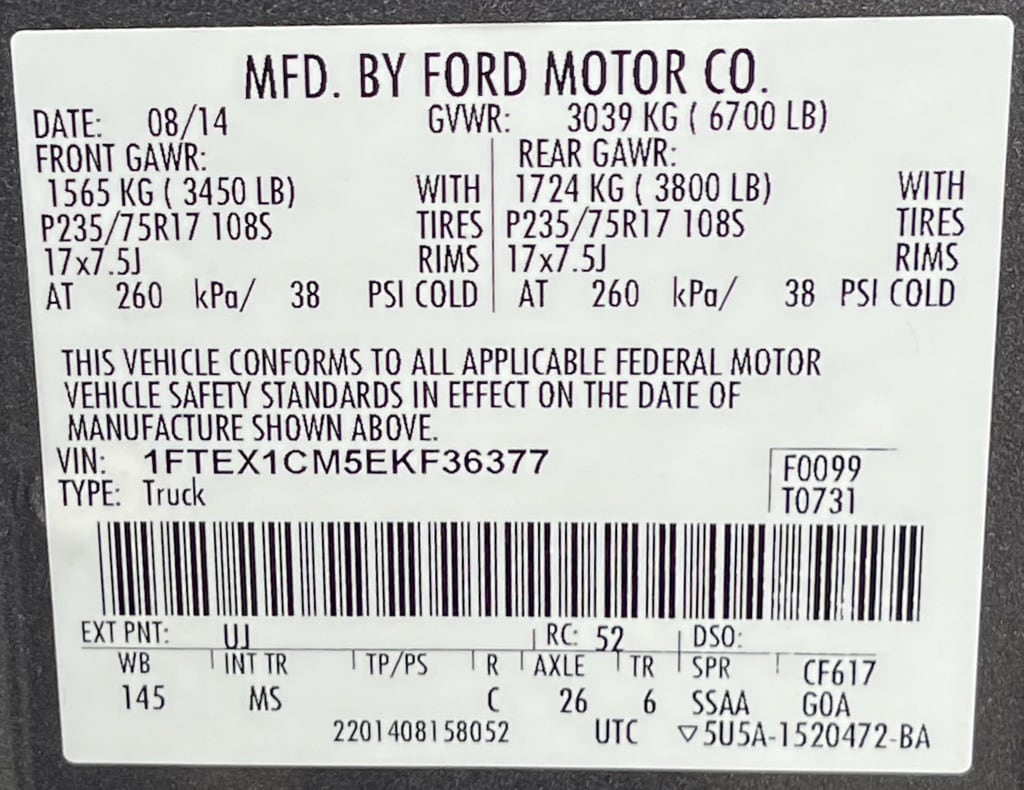 MFD. BY FORD MOTOR CO.
DATE: 08/14 GVWR: 3039 KG ( 6700 LB)
FRONT GAWR: REAR GAWR:
1565 KG ( 3450 LB) WITH 1724 KG ( 3800 LB) WITH
P235/75R17 108S TIRES P235/75R17 108S TIRES
17x7.5J RIMS 17x7.5J RIMS
AT 260 kPa/ 38 PSI COLD AT 260 kPa/ 38 PSI COLD
THIS VEHICLE CONFORMS TO ALL APPLICABLE FEDERAL MOTOR
VEHICLE SAFETY STANDARDS IN EFFECT ON THE DATE OF
MANUFACTURE SHOWN ABOVE.
VIN: 1FTEX1CM5EKF36377 F0099
TYPE: Truck T0731
EXT PNT: UJ RC: 52 DSO:
WB INT TR TP/PS R AXLE TR SPR CF617
145 MS C 26 6 SSAA GOA
2201408158052 UTC ▽5U5A-1520472-BA